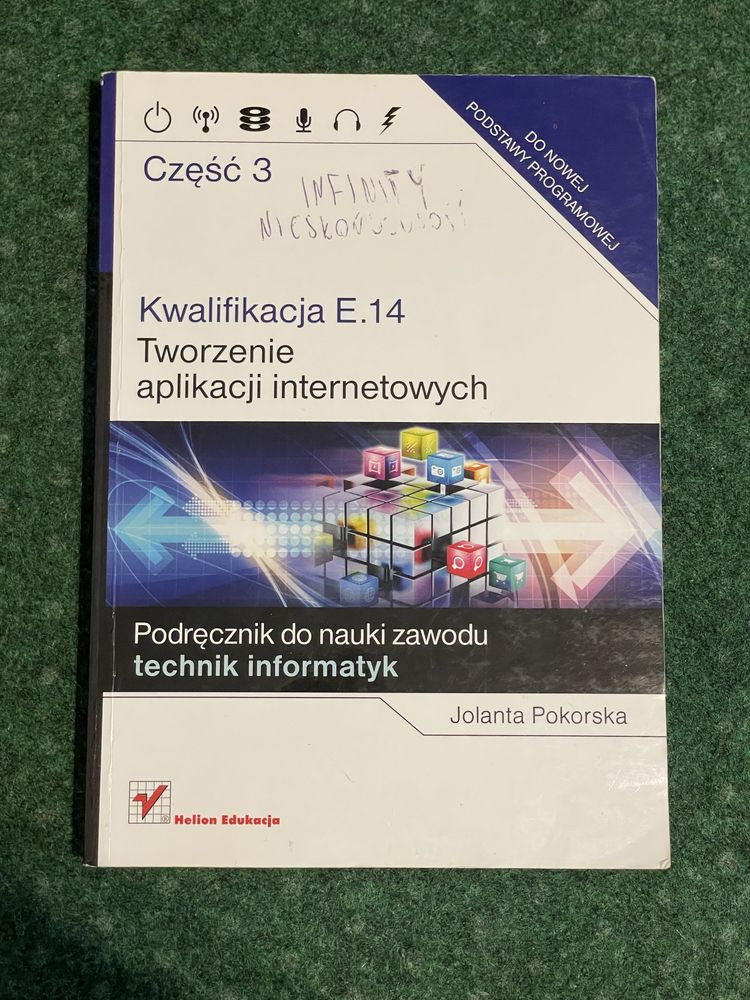 DO NOWEJ
PODSTAWY PROGRAMOWEJ
Część 3
INFINITY
Kwalifikacja E.14
Tworzenie
aplikacji internetowych
Podręcznik do nauki zawodu
technik informatyk
Jolanta Pokorska
Helion Edukacja